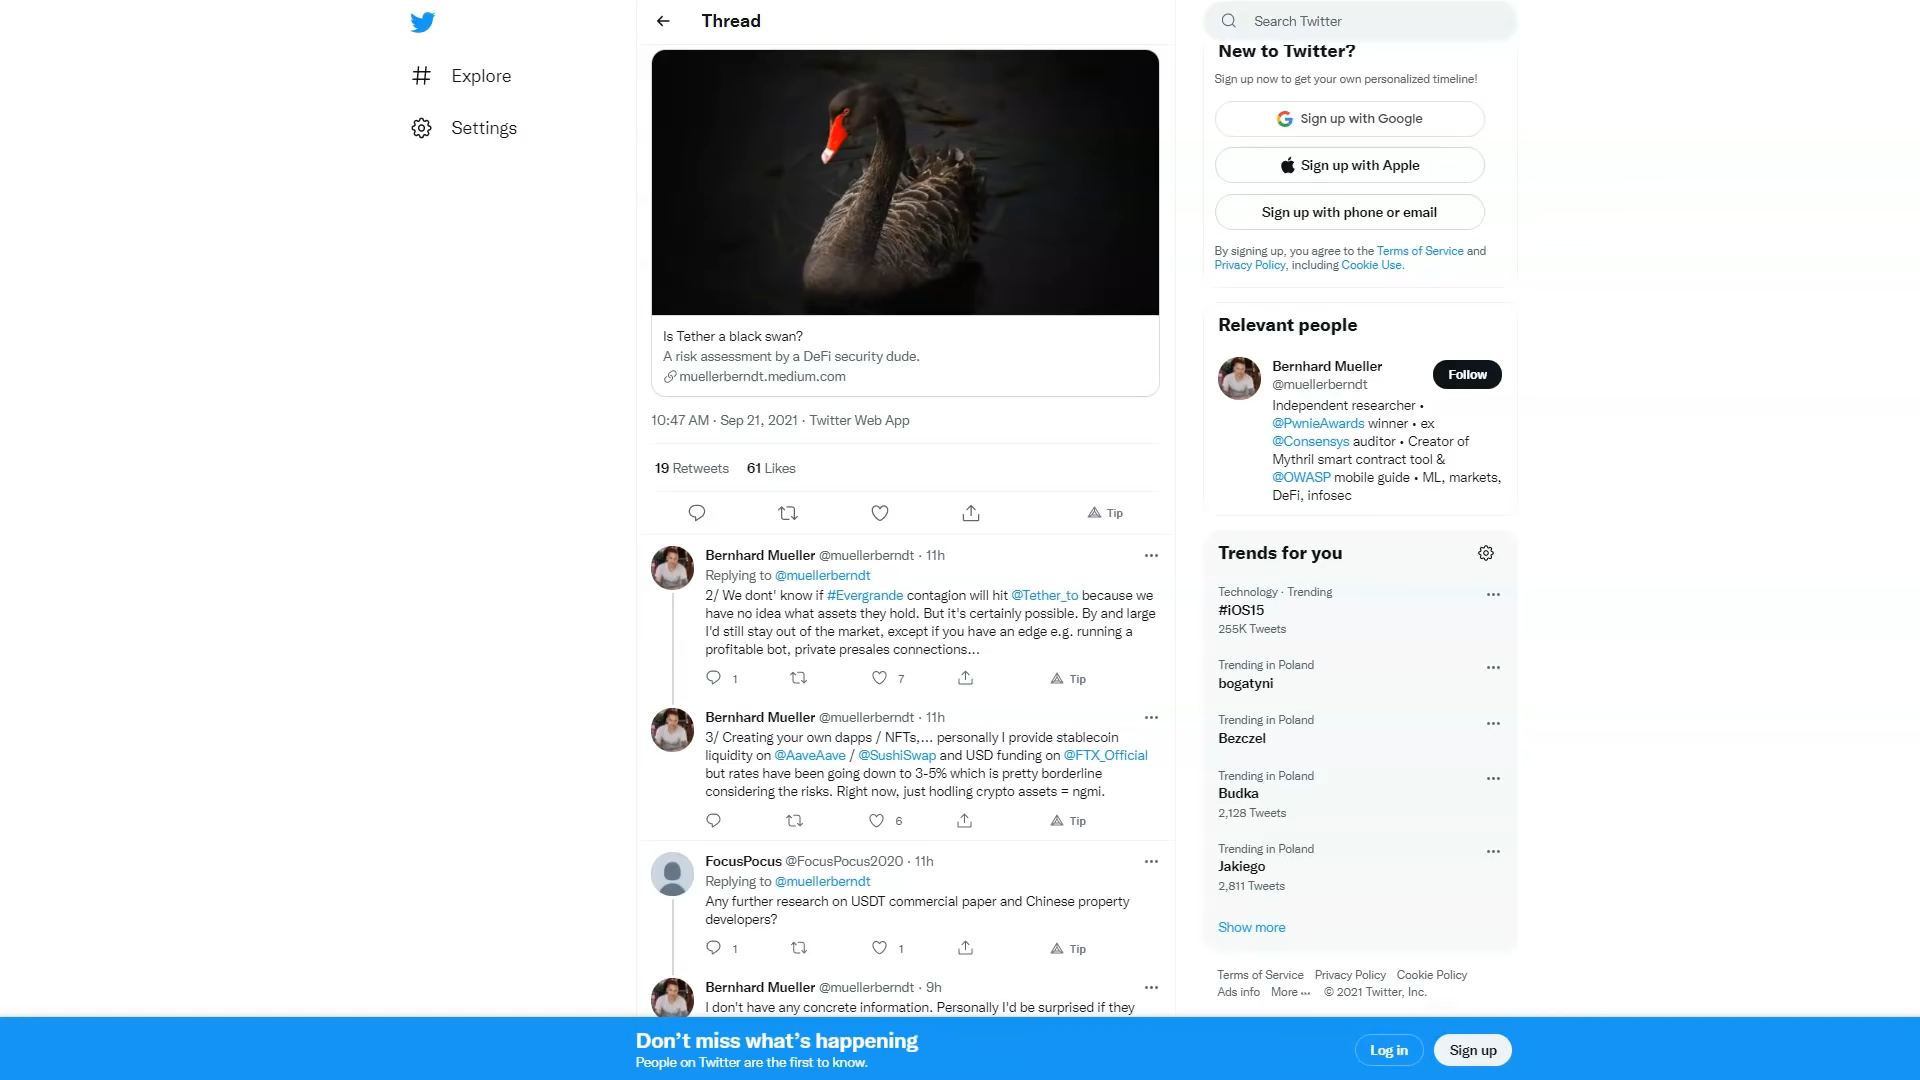 Explore
Settings
Thread
Is Tether a black swan?
A risk assessment by a DeFi security dude.
muellerberndt.medium.com
10:47 AM · Sep 21, 2021 · Twitter Web App
19 Retweets 61 Likes
Tip
Bernhard Mueller @muellerberndt · 11h
Replying to @muellerberndt
2/ We dont' know if #Evergrande contagion will hit @Tether_to because we
have no idea what assets they hold. But it's certainly possible. By and large
I'd still stay out of the market, except if you have an edge e.g. running a
profitable bot, private presales connections...
1 7 Tip
Bernhard Mueller @muellerberndt · 11h
3/ Creating your own dapps / NFTs,... personally I provide stablecoin
liquidity on @AaveAave / @SushiSwap and USD funding on @FTX_Official
but rates have been going down to 3-5% which is pretty borderline
considering the risks. Right now, just hodling crypto assets = ngmi.
6 Tip
FocusPocus @FocusPocus2020 · 11h
Replying to @muellerberndt
Any further research on USDT commercial paper and Chinese property
developers?
1 1 Tip
Bernhard Mueller @muellerberndt · 9h
I don't have any concrete information. Personally I'd be surprised if they
Search Twitter
New to Twitter?
Sign up now to get your own personalized timeline!
Sign up with Google
Sign up with Apple
Sign up with phone or email
By signing up, you agree to the Terms of Service and
Privacy Policy, including Cookie Use.
Relevant people
Bernhard Mueller
@muellerberndt
Follow
Independent researcher •
@PwnieAwards winner • ex
@Consensys auditor • Creator of
Mythril smart contract tool &
@OWASP mobile guide • ML, markets,
DeFi, infosec
Trends for you
Technology · Trending
#iOS15
255K Tweets
Trending in Poland
bogatyni
Trending in Poland
Bezczel
Trending in Poland
Budka
2,128 Tweets
Trending in Poland
Jakiego
2,811 Tweets
Show more
Terms of Service Privacy Policy Cookie Policy
Ads info More ... © 2021 Twitter, Inc.
Don't miss what's happening
People on Twitter are the first to know.
Log in
Sign up